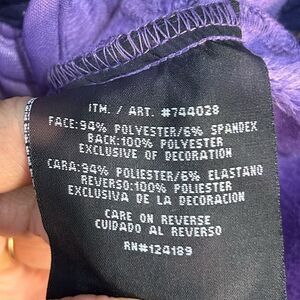 ITM. / ART. #744028
FACE:94% POLYESTER/6% SPANDEX
BACK:100% POLYESTER
EXCLUSIVE OF DECORATION
CARA:94% POLIESTER/6% ELASTANO
REVERSO:100% POLIESTER
EXCLUSIVA DE LA DECORACION
CARE ON REVERSE
CUIDADO AL REVERSO
RN#124189